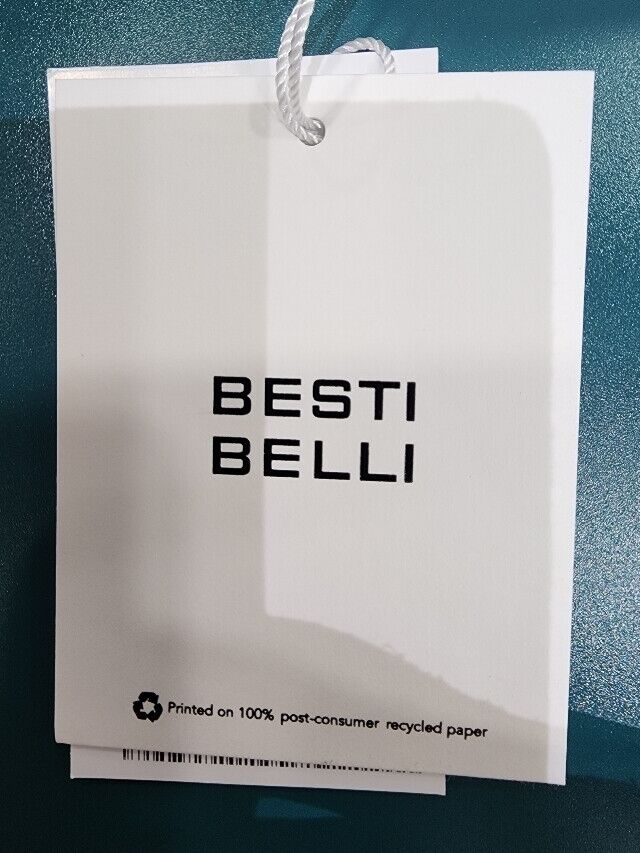 BESTI
BELLI
Printed on 100% post-consumer recycled paper